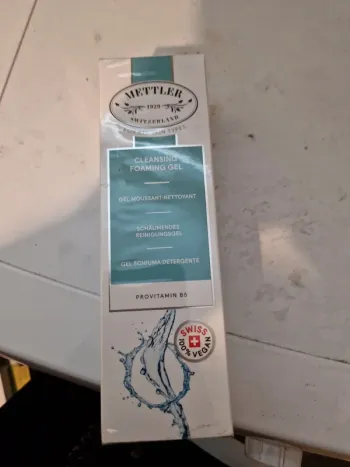 METTLER
1929
SWITZERLAND
CLEANSING
FOAMING GEL
GEL MOUSSANT NETTOYANT
SCHÄUMENDES
REINIGUNGSGEL
GEL SCHIUMA DETERGENTE
PROVITAMIN B5
SWISS
100% VEGAN